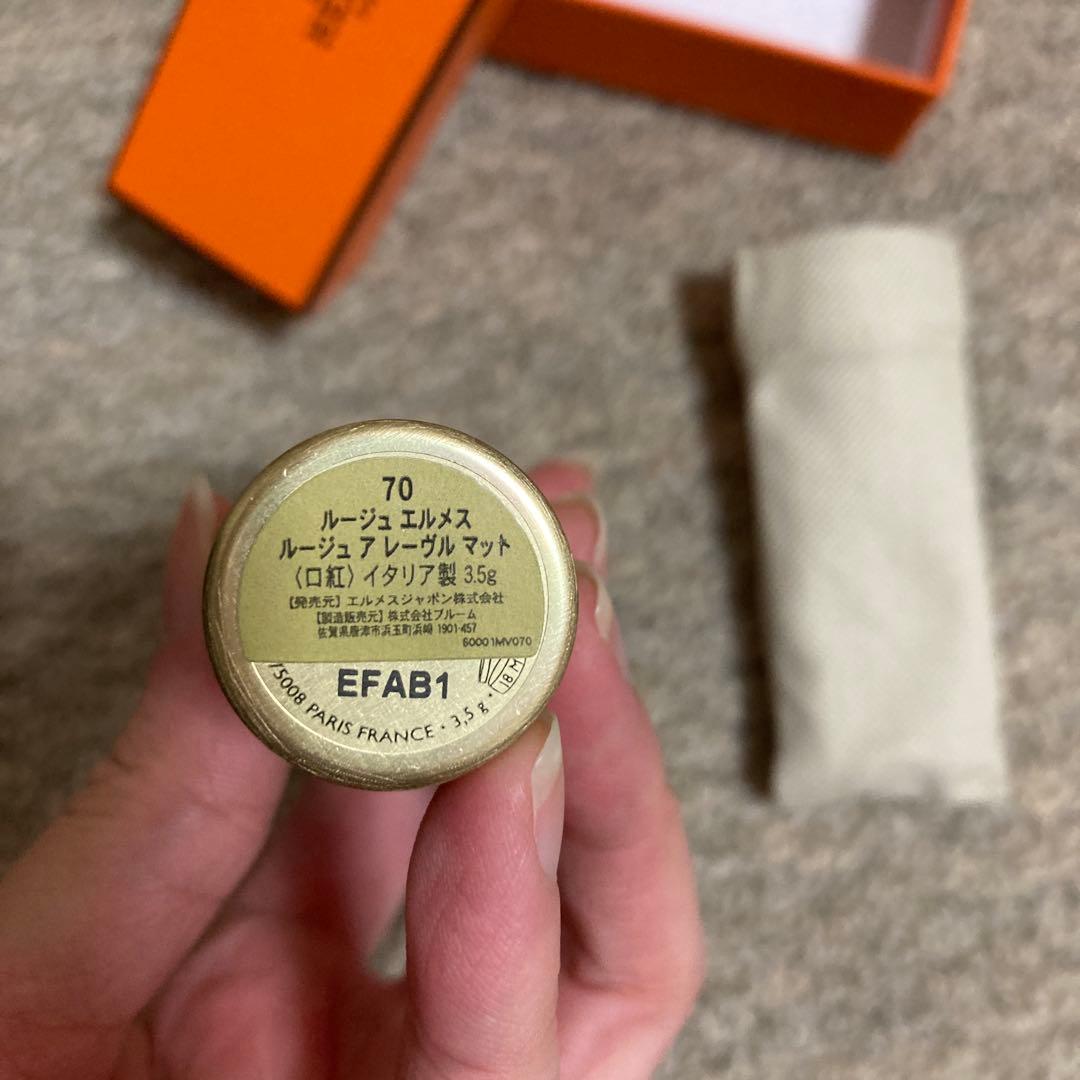 70
ルージュ エルメス
ルージュ ア レーヴル マット
〈口紅〉イタリア製 3.5g
【発売元】エルメスジャポン株式会社
【製造販売元】株式会社ブルーム
佐賀県唐津市浜玉町浜崎 1901-457
60001MV070
EFAB1
75008 PARIS FRANCE · 3,5 g ·
18 M